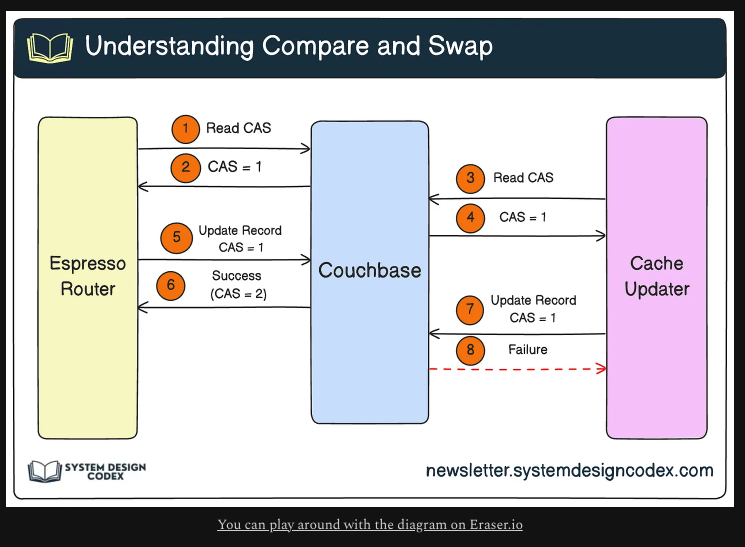 Understanding Compare and Swap
1 Read CAS
2 CAS = 1
3 Read CAS
4 CAS = 1
5 Update Record
CAS = 1
6 Success
(CAS = 2)
7 Update Record
CAS = 1
8 Failure
Espresso
Router
Couchbase
Cache
Updater
SYSTEM DESIGN
CODEX
newsletter.systemdesigncodex.com
You can play around with the diagram on Eraser.io